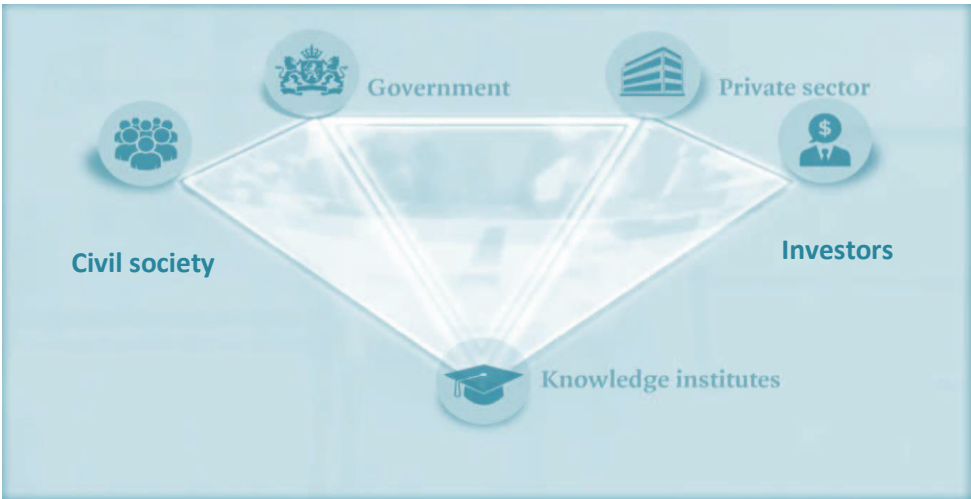 Government
Private sector
$
Civil society
Investors
Knowledge institutes